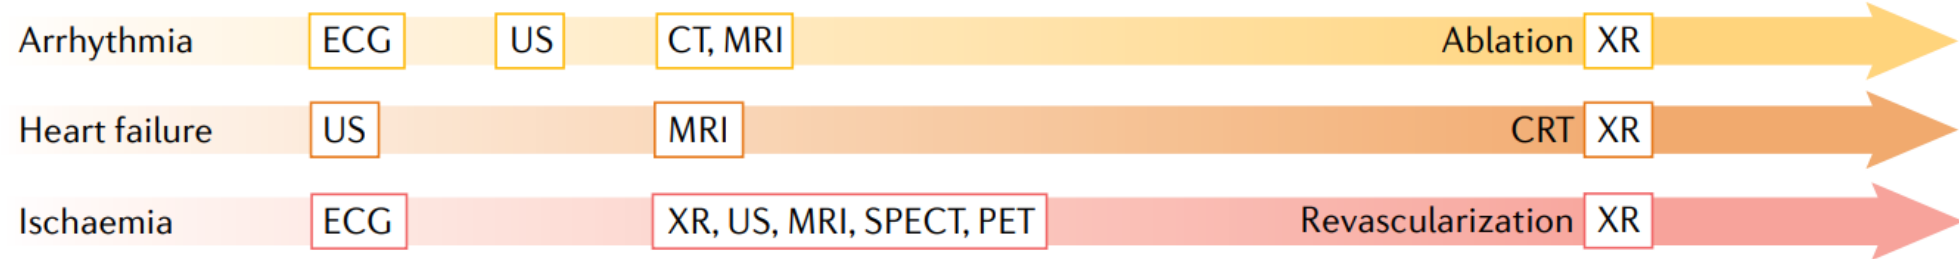 Arrhythmia ECG US CT, MRI Ablation XR
Heart failure US MRI CRT XR
Ischaemia ECG XR, US, MRI, SPECT, PET Revascularization XR